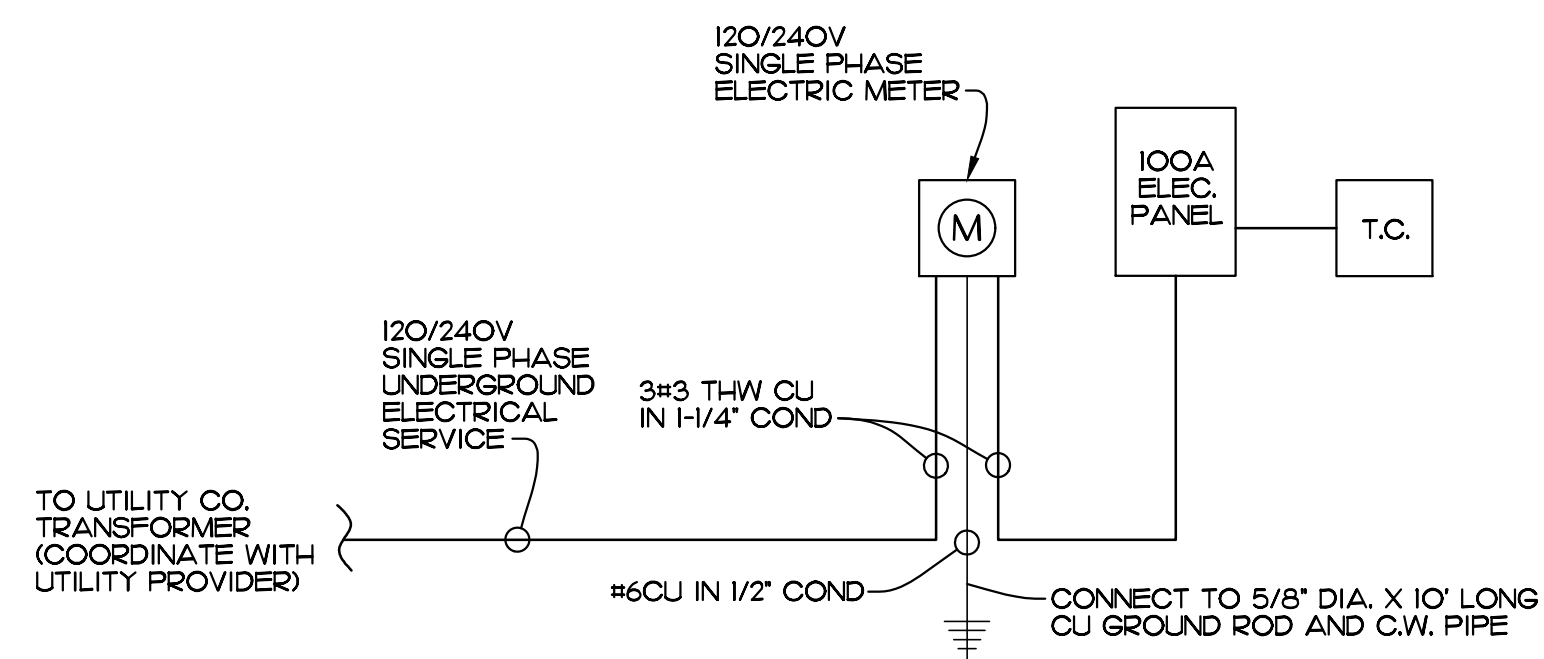 120/240V
SINGLE PHASE
ELECTRIC METER
100A
ELEC.
PANEL
M
T.C.
120/240V
SINGLE PHASE
UNDERGROUND
ELECTRICAL
SERVICE
3#3 THW CU
IN 1-1/4" COND
TO UTILITY CO.
TRANSFORMER
(COORDINATE WITH
UTILITY PROVIDER)
#6CU IN 1/2" COND
CONNECT TO 5/8" DIA. X 10' LONG
CU GROUND ROD AND C.W. PIPE